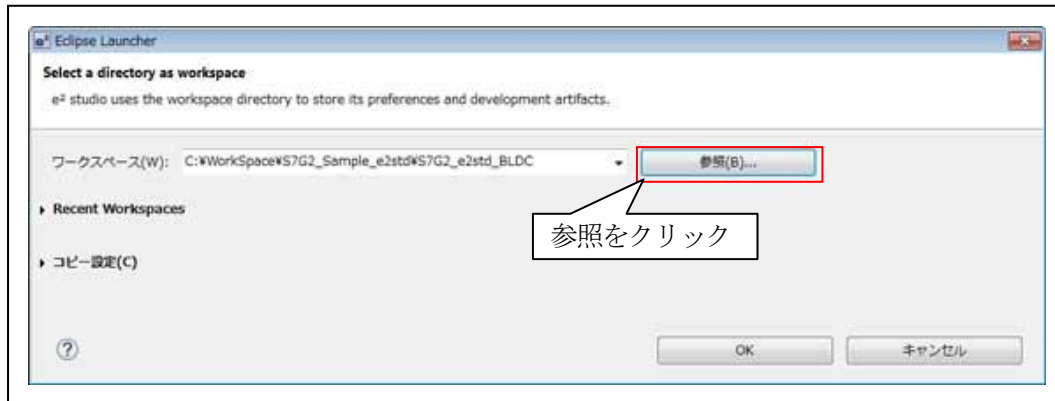 e² Eclipse Launcher
Select a directory as workspace
e² studio uses the workspace directory to store its preferences and development artifacts.
ワークスペース(W): C:¥WorkSpace¥S7G2_Sample_e2std¥S7G2_e2std_BLDC 参照(B)...
Recent Workspaces
参照をクリック
コピー設定(C)
?
OK キャンセル